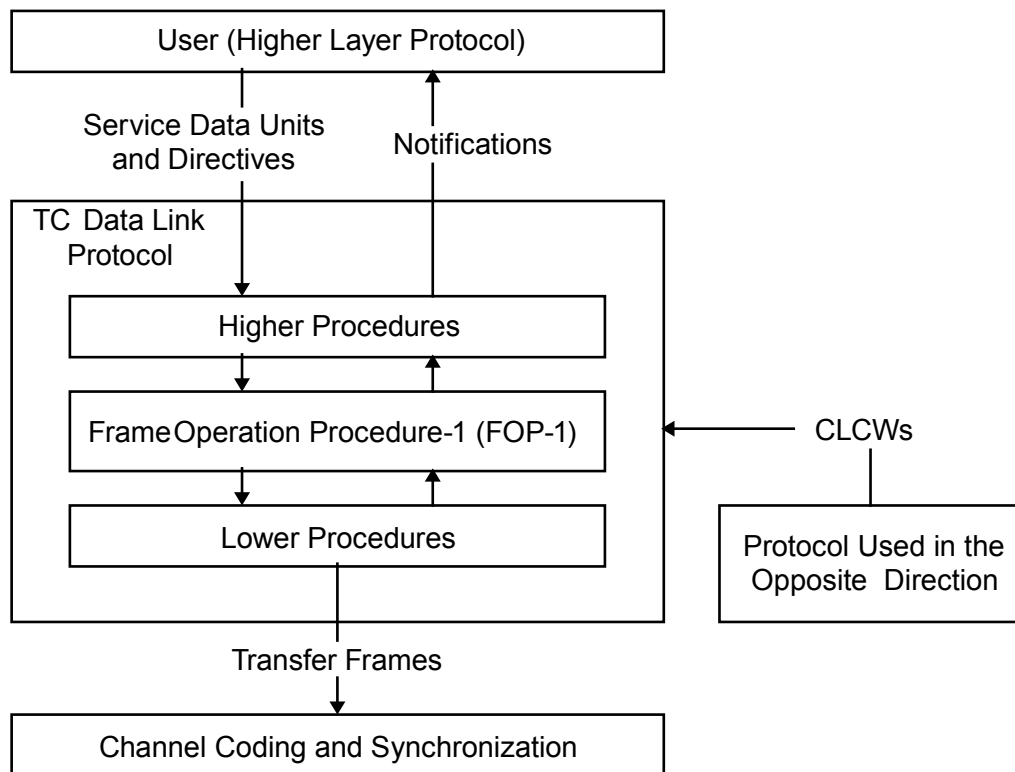 User (Higher Layer Protocol)
Service Data Units
and Directives
Notifications
TC Data Link
Protocol
Higher Procedures
Frame Operation Procedure-1 (FOP-1)
CLCWs
Lower Procedures
Protocol Used in the
Opposite Direction
Transfer Frames
Channel Coding and Synchronization